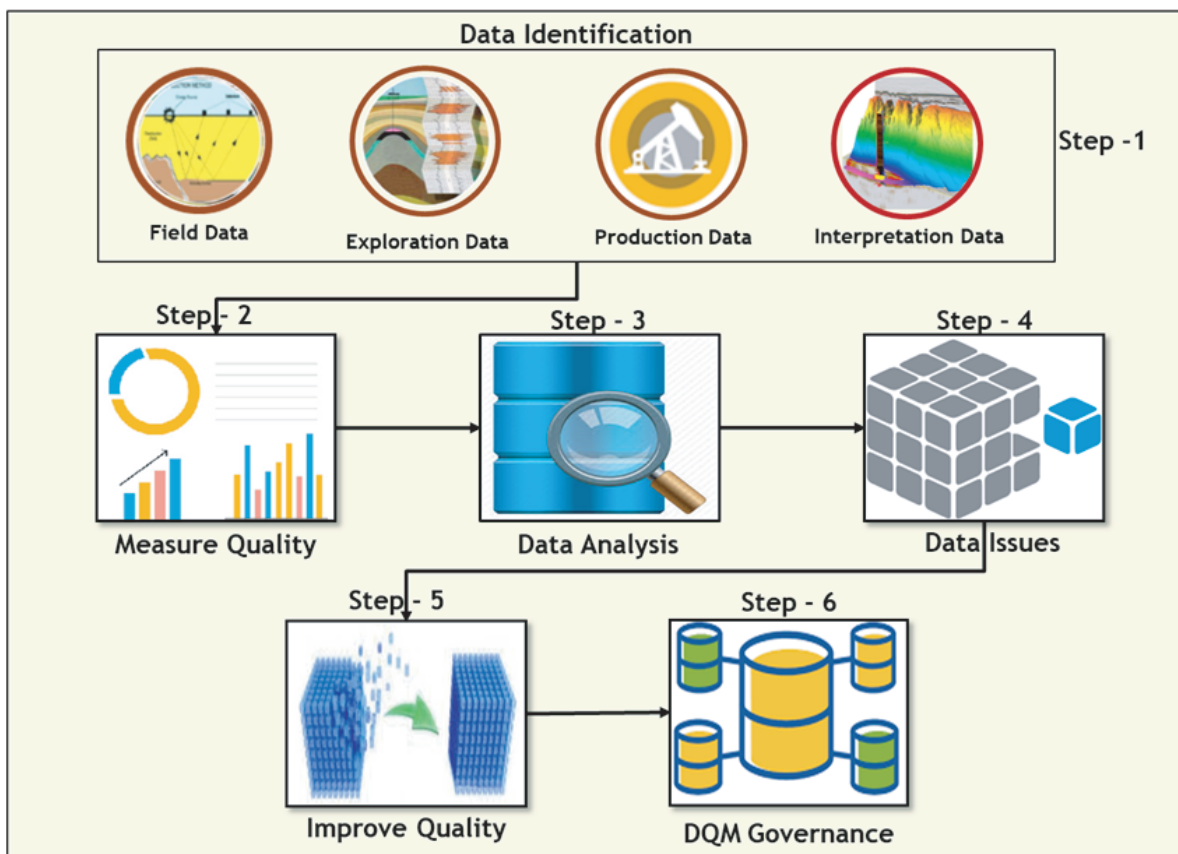 Data Identification
Field Data
Exploration Data
Production Data
Interpretation Data
Step -1
Step - 2
Step - 3
Step - 4
Measure Quality
Data Analysis
Data Issues
Step - 5
Step - 6
Improve Quality
DQM Governance